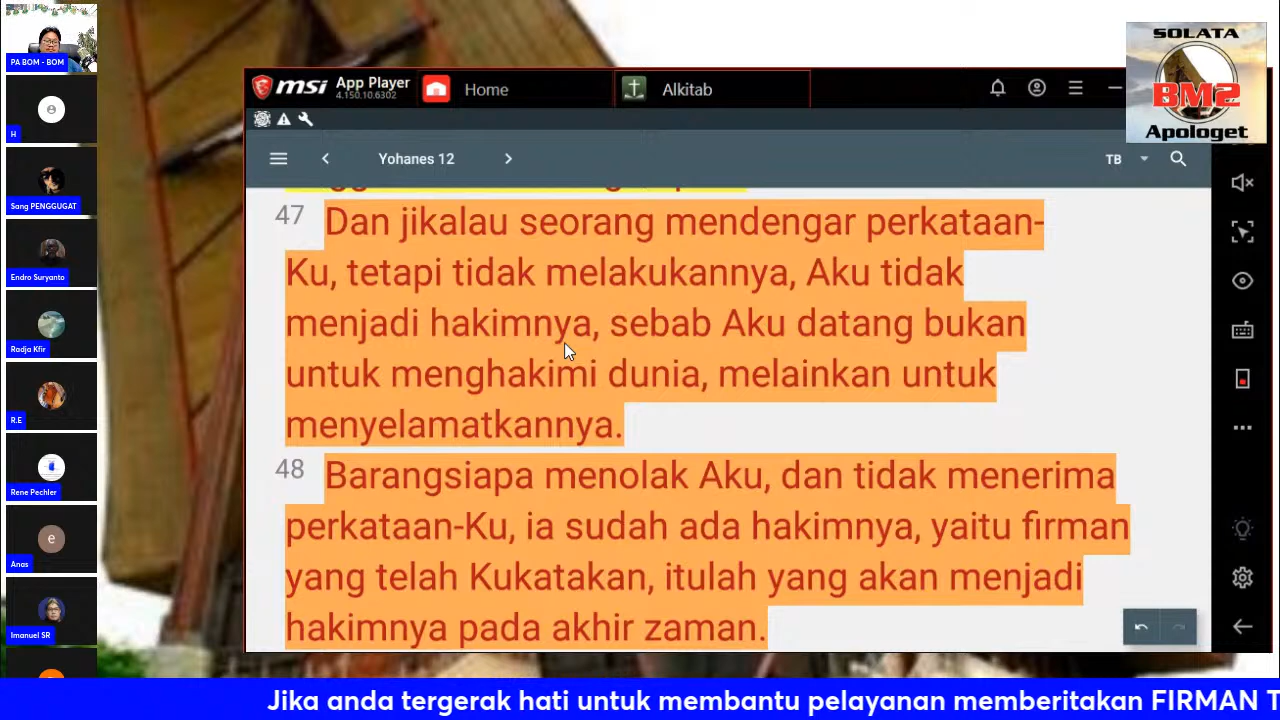 PA BOM - BOM
H
Sang PENGGUGAT
Endro Suryanto
Radja Kfir
R.E
Rene Pechler
e
Anas
Imanuel SR
msi App Player
4.150.10.6302
Home
Alkitab
SOLATA
BM2
Apologet
Yohanes 12
TB
47 Dan jikalau seorang mendengar perkataan-
Ku, tetapi tidak melakukannya, Aku tidak
menjadi hakimnya, sebab Aku datang bukan
untuk menghakimi dunia, melainkan untuk
menyelamatkannya.
48 Barangsiapa menolak Aku, dan tidak menerima
perkataan-Ku, ia sudah ada hakimnya, yaitu firman
yang telah Kukatakan, itulah yang akan menjadi
hakimnya pada akhir zaman.
Jika anda tergerak hati untuk membantu pelayanan memberitakan FIRMAN T